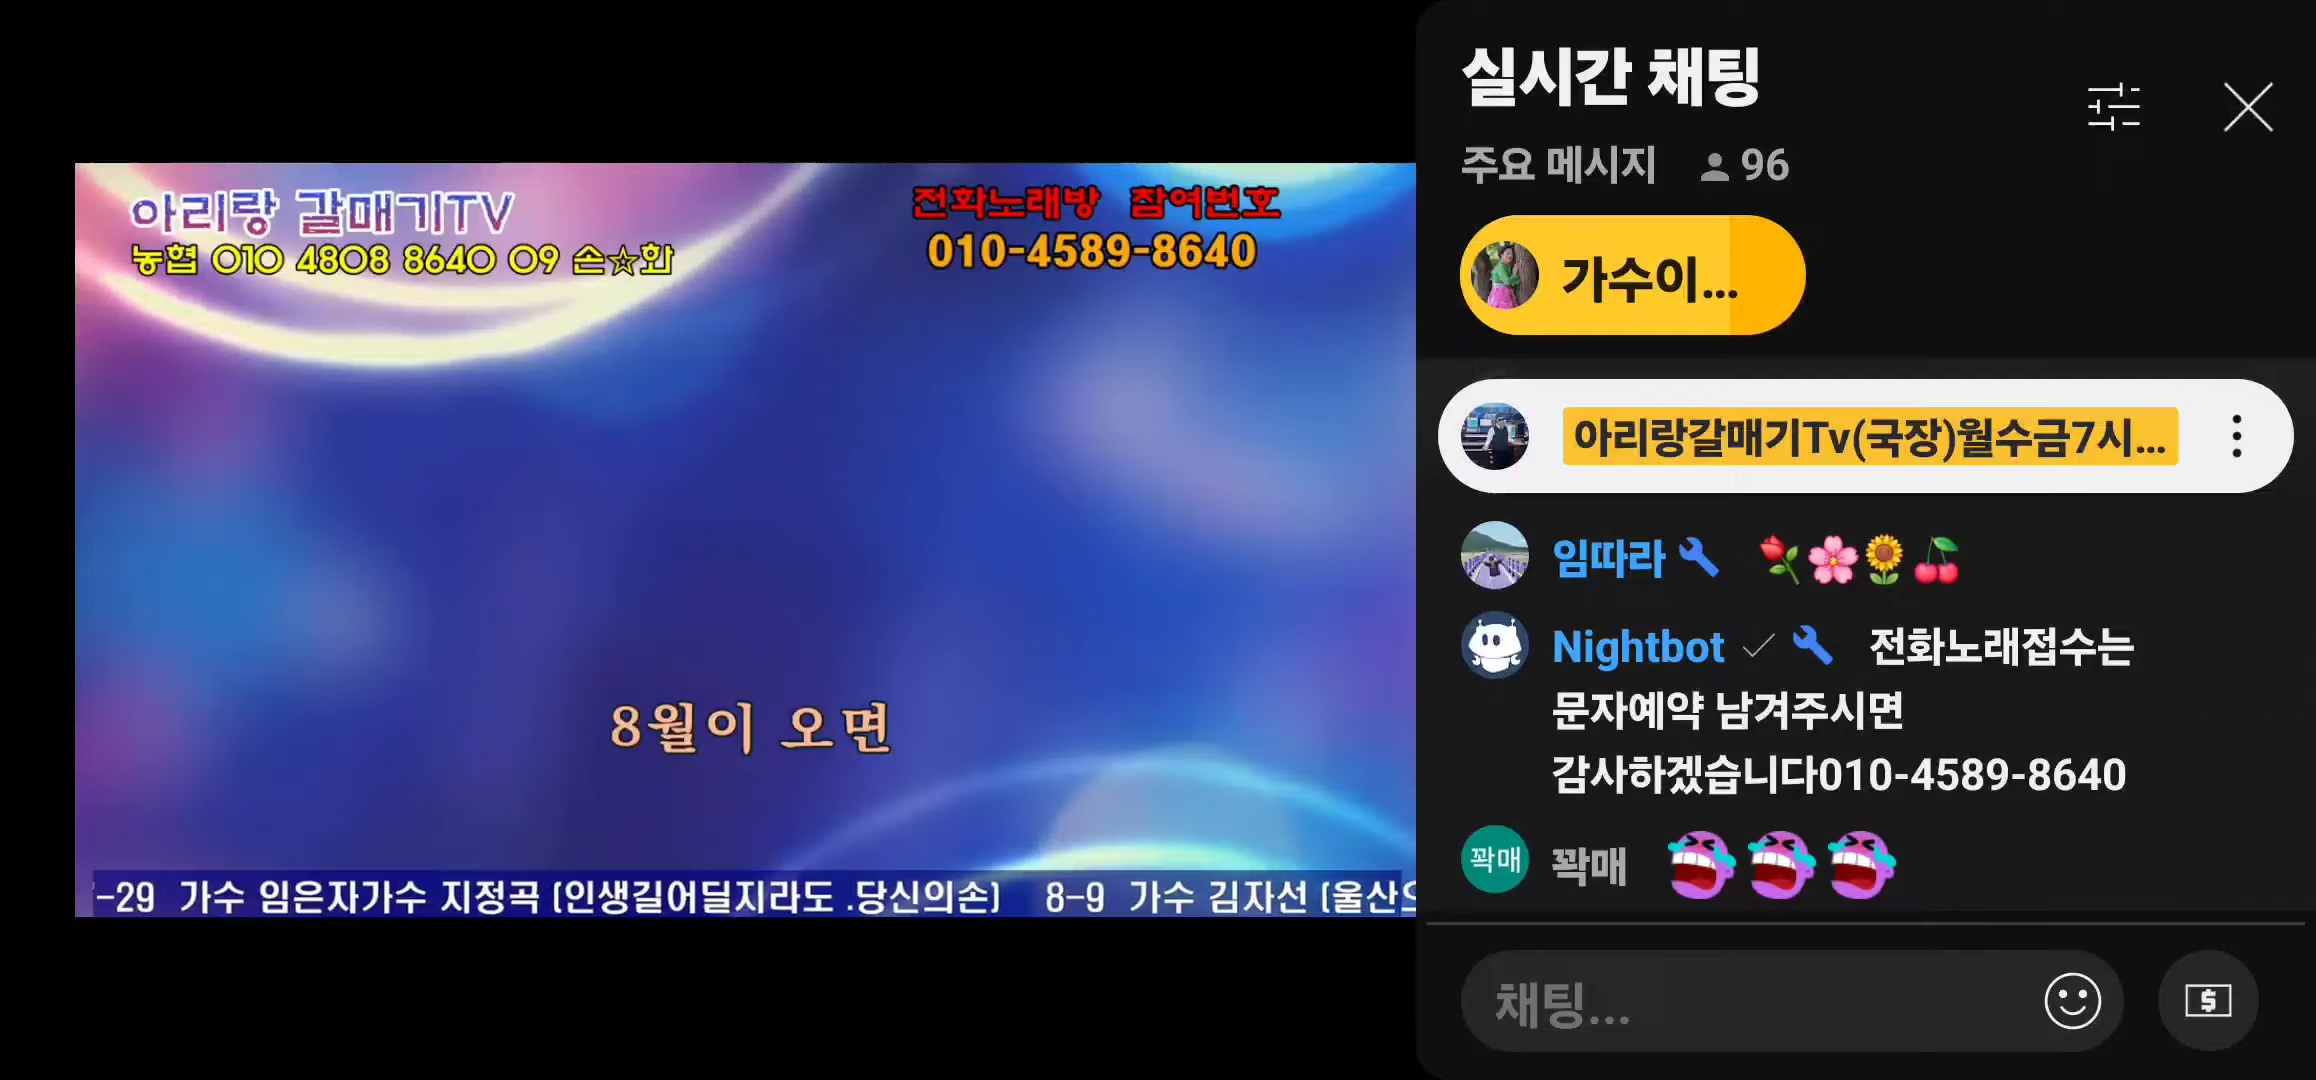 아리랑 갈매기TV
농협 010 4808 8640 09 손☆화
전화노래방 참여번호
010-4589-8640
8월이 오면
-29 가수 임은자가수 지정곡 (인생길어딜지라도 .당신의손) 8-9 가수 김자선 (울산으
실시간 채팅
주요 메시지 96
가수이...
아리랑갈매기Tv(국장)월수금7시...
임따라
Nightbot 전화노래접수는
문자예약 남겨주시면
감사하겠습니다010-4589-8640
꽉매 꽉매
채팅...